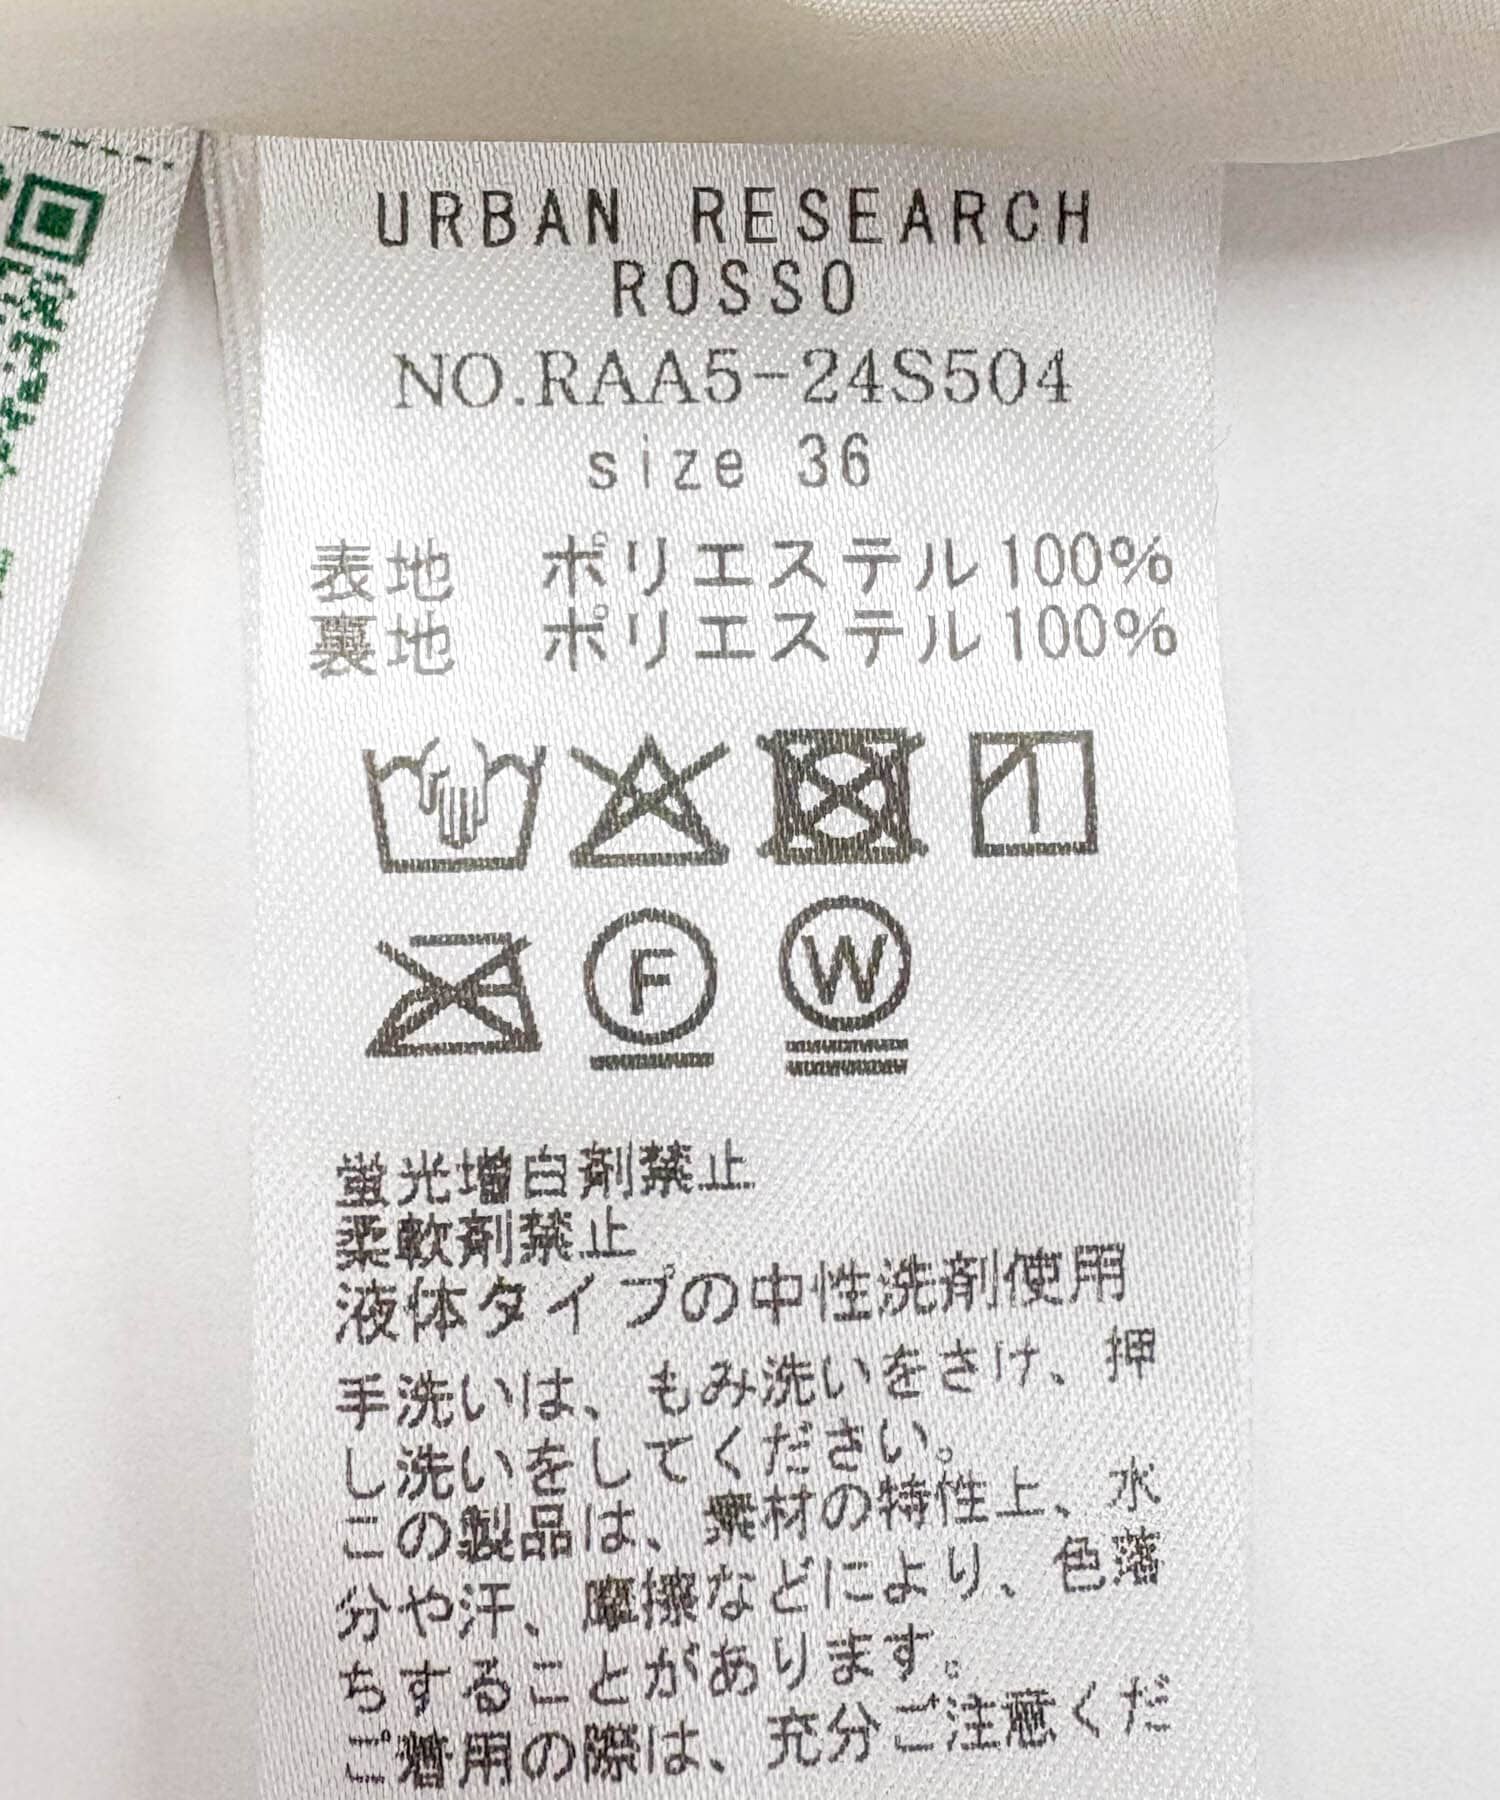 URBAN RESEARCH
ROSSO
NO.RAA5-24S504
size 36
表地 ポリエステル100%
裏地 ポリエステル100%
F
W
蛍光増白剤禁止
柔軟剤禁止
液体タイプの中性洗剤使用
手洗いは、もみ洗いをさけ、押
し洗いをしてください。
この製品は、素材の特性上、水
分や汗、摩擦などにより、色落
ちすることがあります。
ご着用の際は、充分ご注意くだ